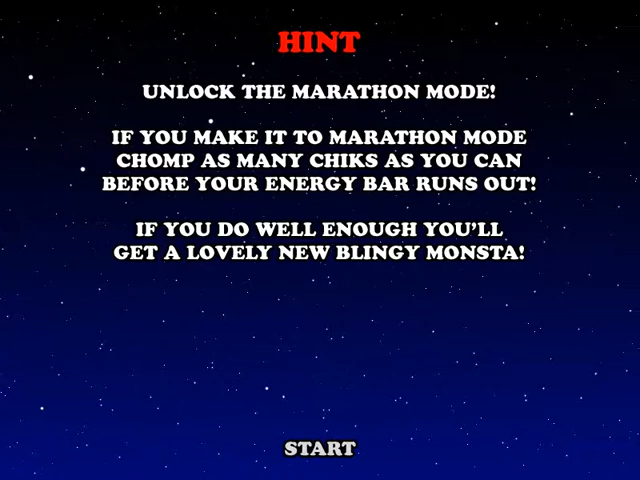 HINT
UNLOCK THE MARATHON MODE!
IF YOU MAKE IT TO MARATHON MODE
CHOMP AS MANY CHIKS AS YOU CAN
BEFORE YOUR ENERGY BAR RUNS OUT!
IF YOU DO WELL ENOUGH YOU'LL
GET A LOVELY NEW BLINGY MONSTA!
START